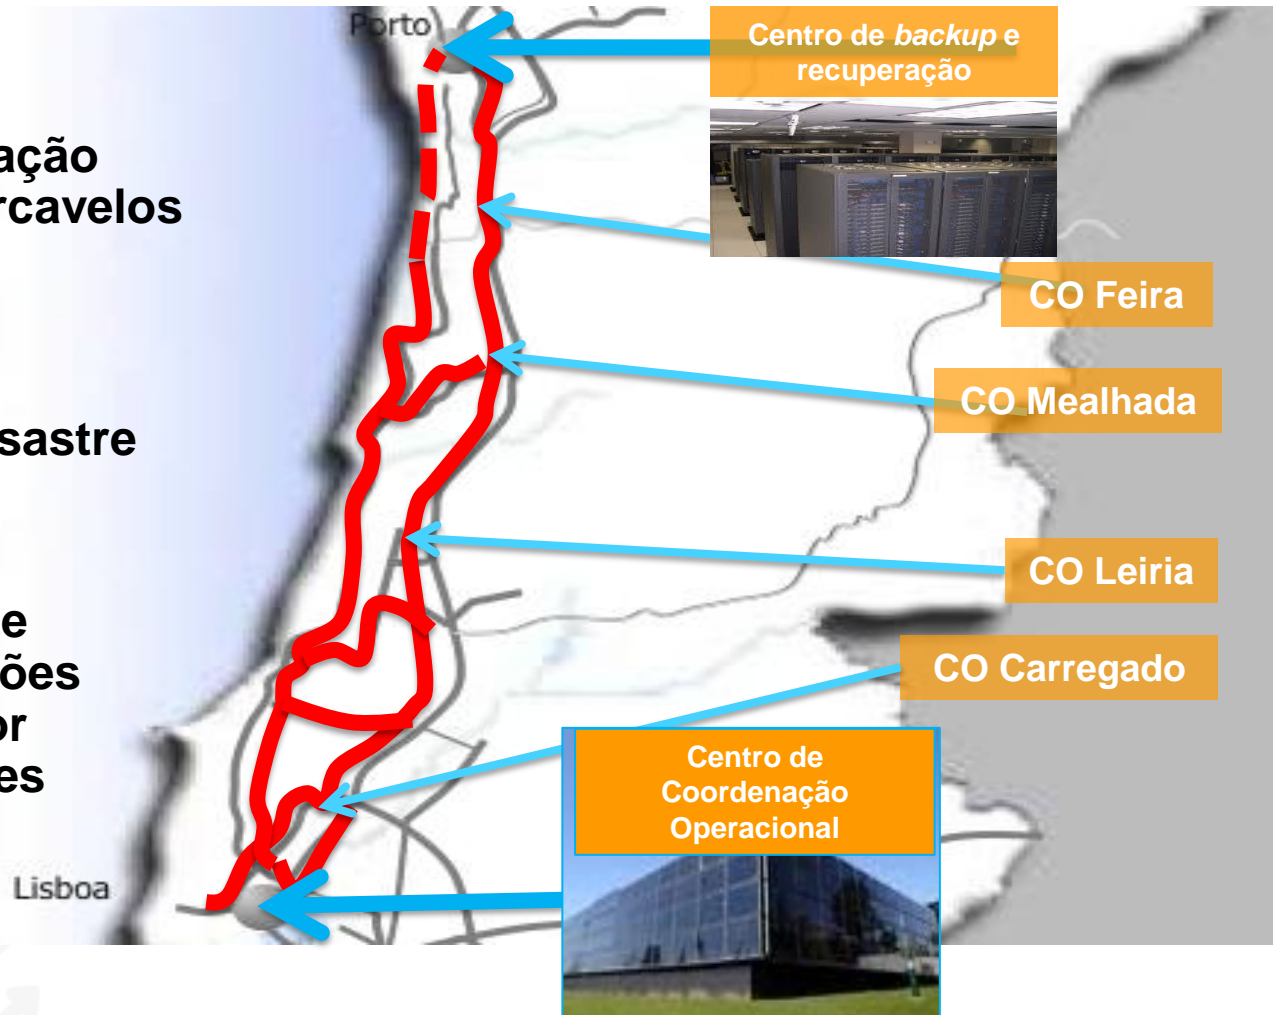 Porto
Centro de backup e
recuperação
ação
rcavelos
CO Feira
CO Mealhada
sastre
CO Leiria
e
ões
or
es
CO Carregado
Centro de
Coordenação
Operacional
Lisboa